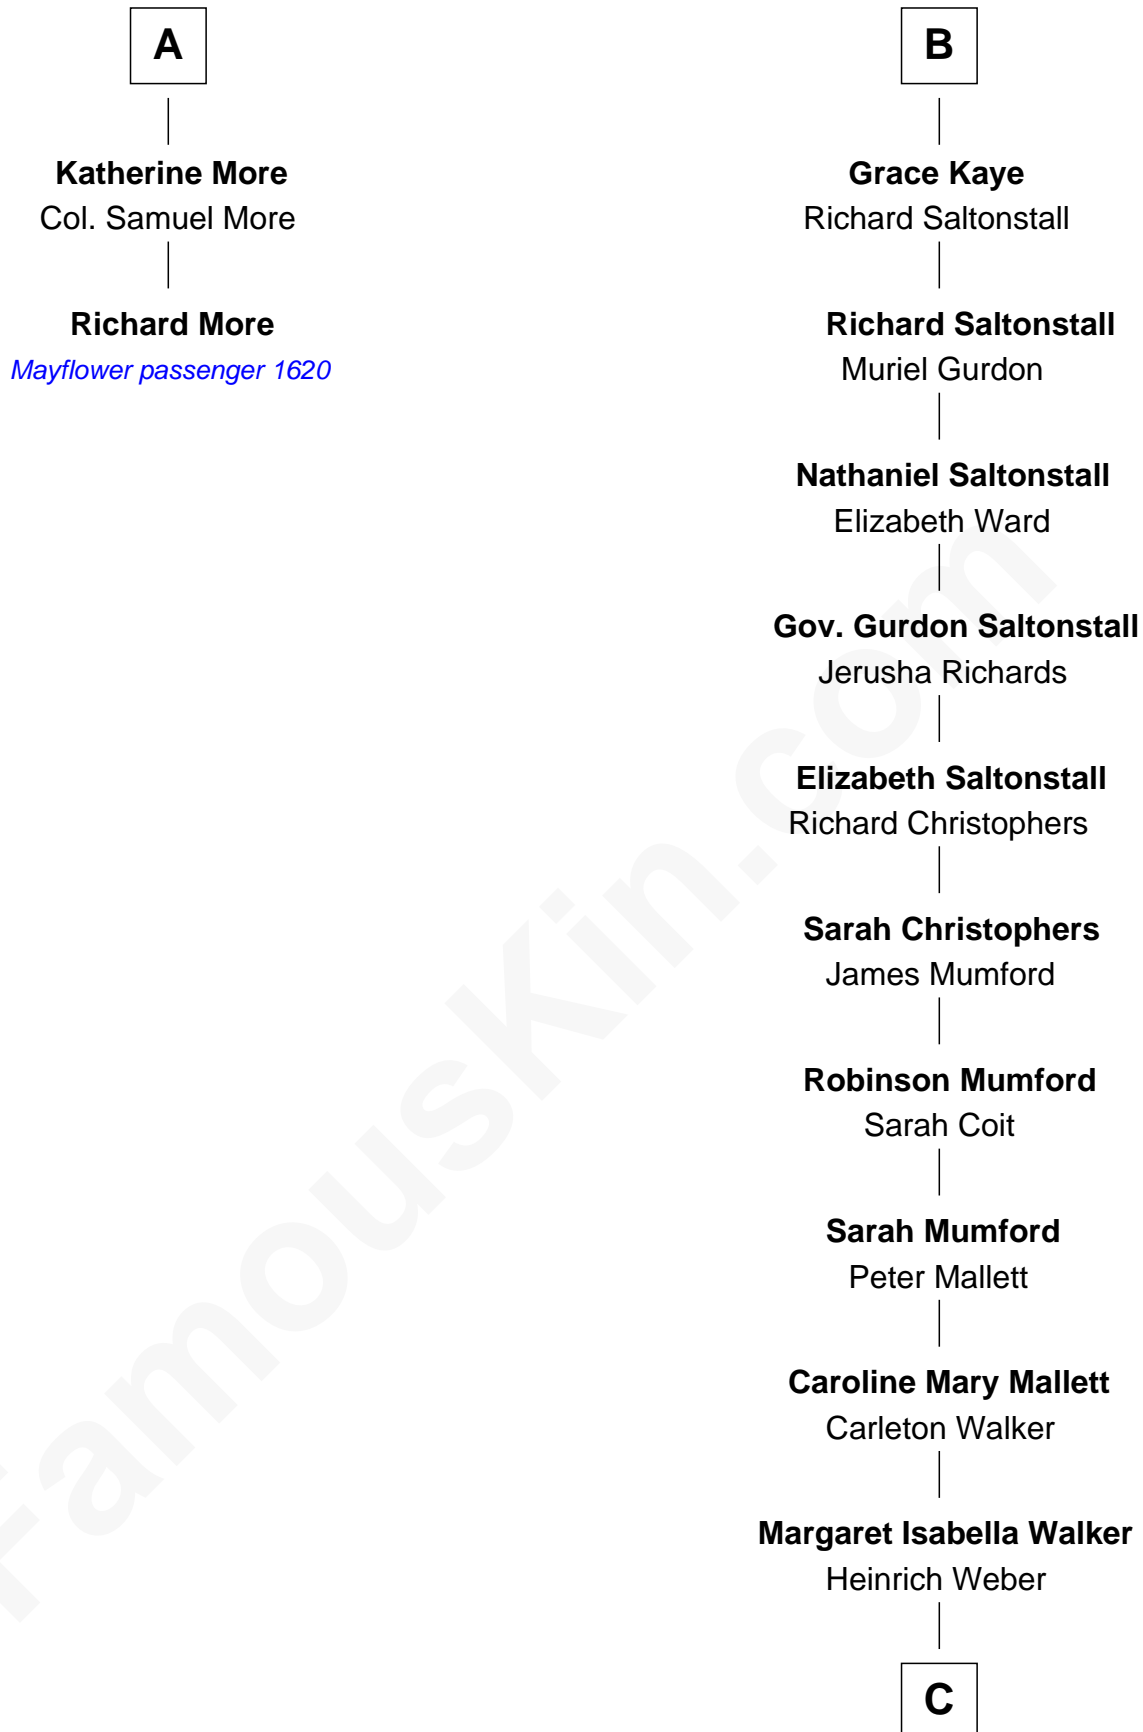 A
Katherine More
Col. Samuel More
Richard More
Mayflower passenger 1620
B
Grace Kaye
Richard Saltonstall
Richard Saltonstall
Muriel Gurdon
Nathaniel Saltonstall
Elizabeth Ward
Gov. Gurdon Saltonstall
Jerusha Richards
Elizabeth Saltonstall
Richard Christophers
Sarah Christophers
James Mumford
Robinson Mumford
Sarah Coit
Sarah Mumford
Peter Mallett
Caroline Mary Mallett
Carleton Walker
Margaret Isabella Walker
Heinrich Weber
C
FamousKin.com